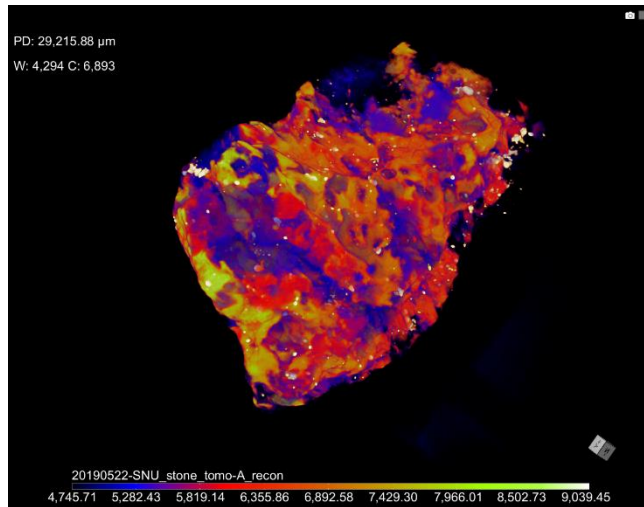 PD: 29,215.88 µm
W: 4,294 C: 6,893
20190522-SNU_stone_tomo-A_recon
4,745.71 5,282.43 5,819.14 6,355.86 6,892.58 7,429.30 7,966.01 8,502.73 9,039.45